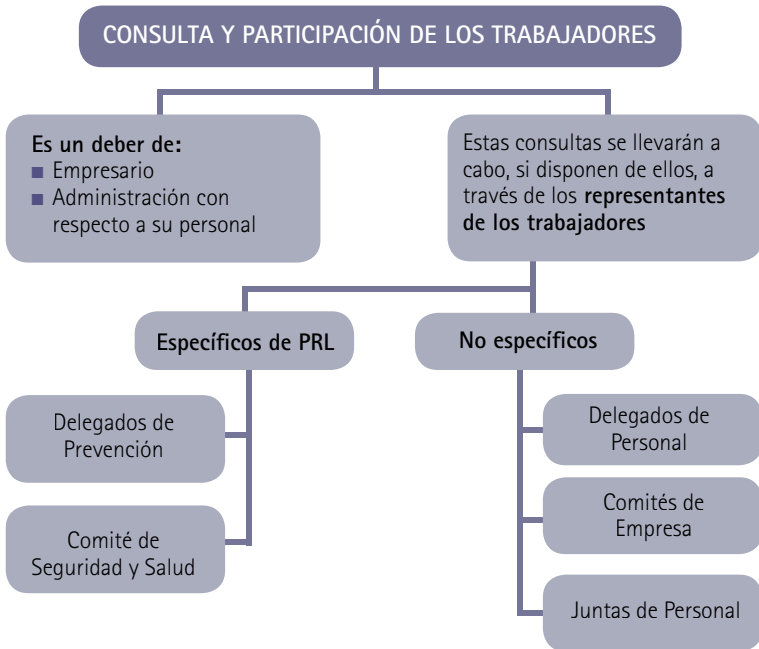 CONSULTA Y PARTICIPACIÓN DE LOS TRABAJADORES
Es un deber de:
■ Empresario
■ Administración con
respecto a su personal
Estas consultas se llevarán a
cabo, si disponen de ellos, a
través de los representantes
de los trabajadores
Específicos de PRL
No específicos
Delegados de
Prevención
Comité de
Seguridad y Salud
Delegados de
Personal
Comités de
Empresa
Juntas de Personal